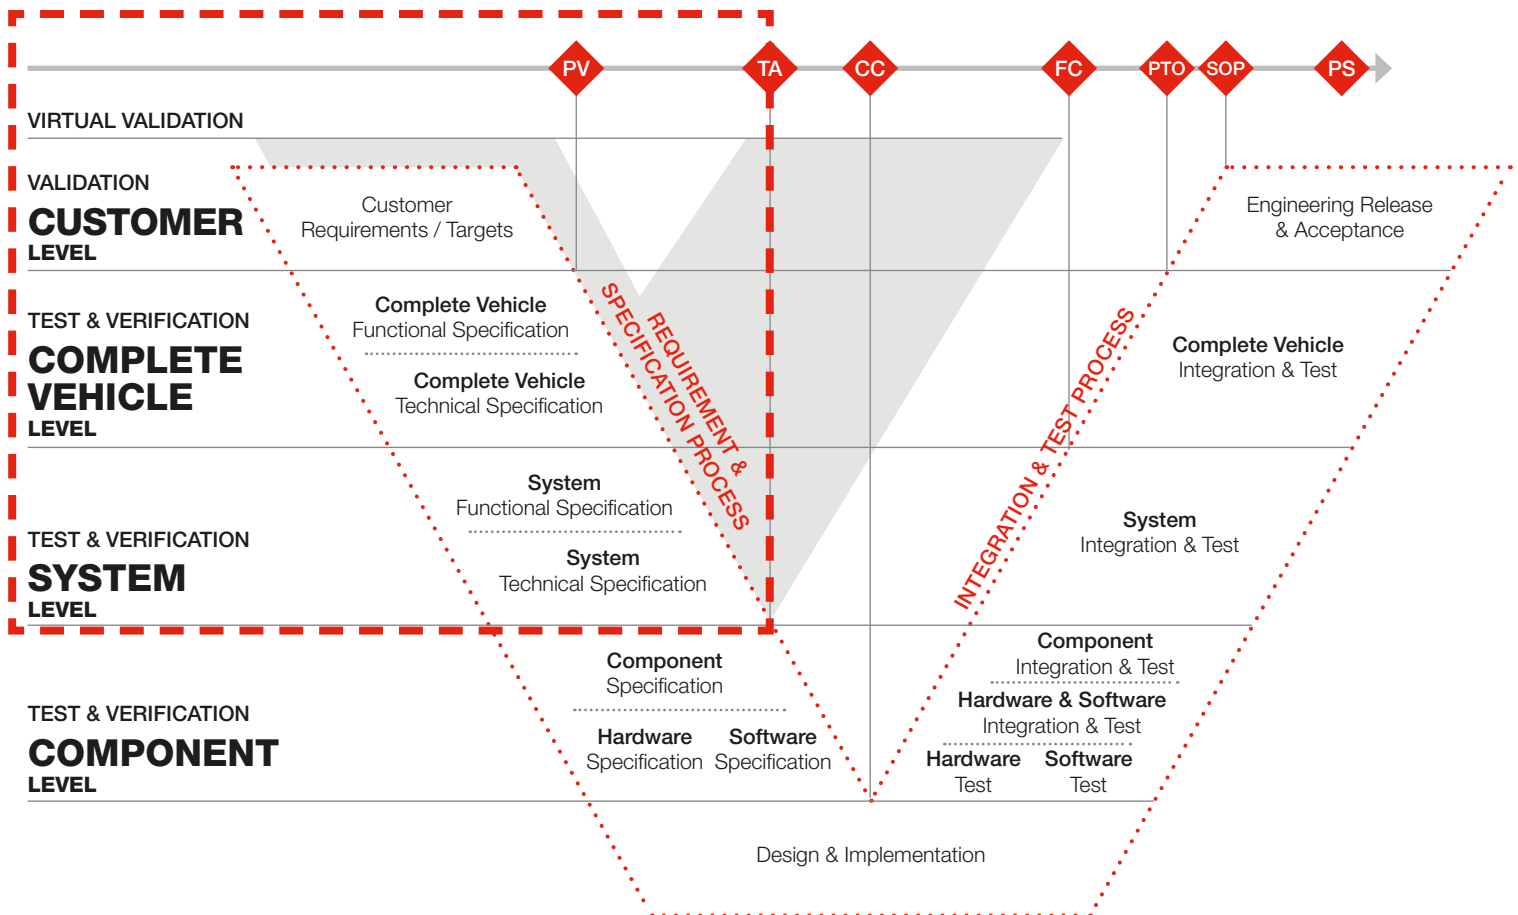 PV
TA
CC
FC
PTO
SOP
PS
VIRTUAL VALIDATION
VALIDATION
CUSTOMER
LEVEL
Customer
Requirements / Targets
Engineering Release
& Acceptance
TEST & VERIFICATION
COMPLETE
VEHICLE
LEVEL
Complete Vehicle
Functional Specification
Complete Vehicle
Technical Specification
REQUIREMENT &
SPECIFICATION PROCESS
INTEGRATION & TEST PROCESS
Complete Vehicle
Integration & Test
TEST & VERIFICATION
SYSTEM
LEVEL
System
Functional Specification
System
Technical Specification
System
Integration & Test
TEST & VERIFICATION
COMPONENT
LEVEL
Component
Specification
Hardware
Specification
Software
Specification
Component
Integration & Test
Hardware & Software
Integration & Test
Hardware
Test
Software
Test
Design & Implementation